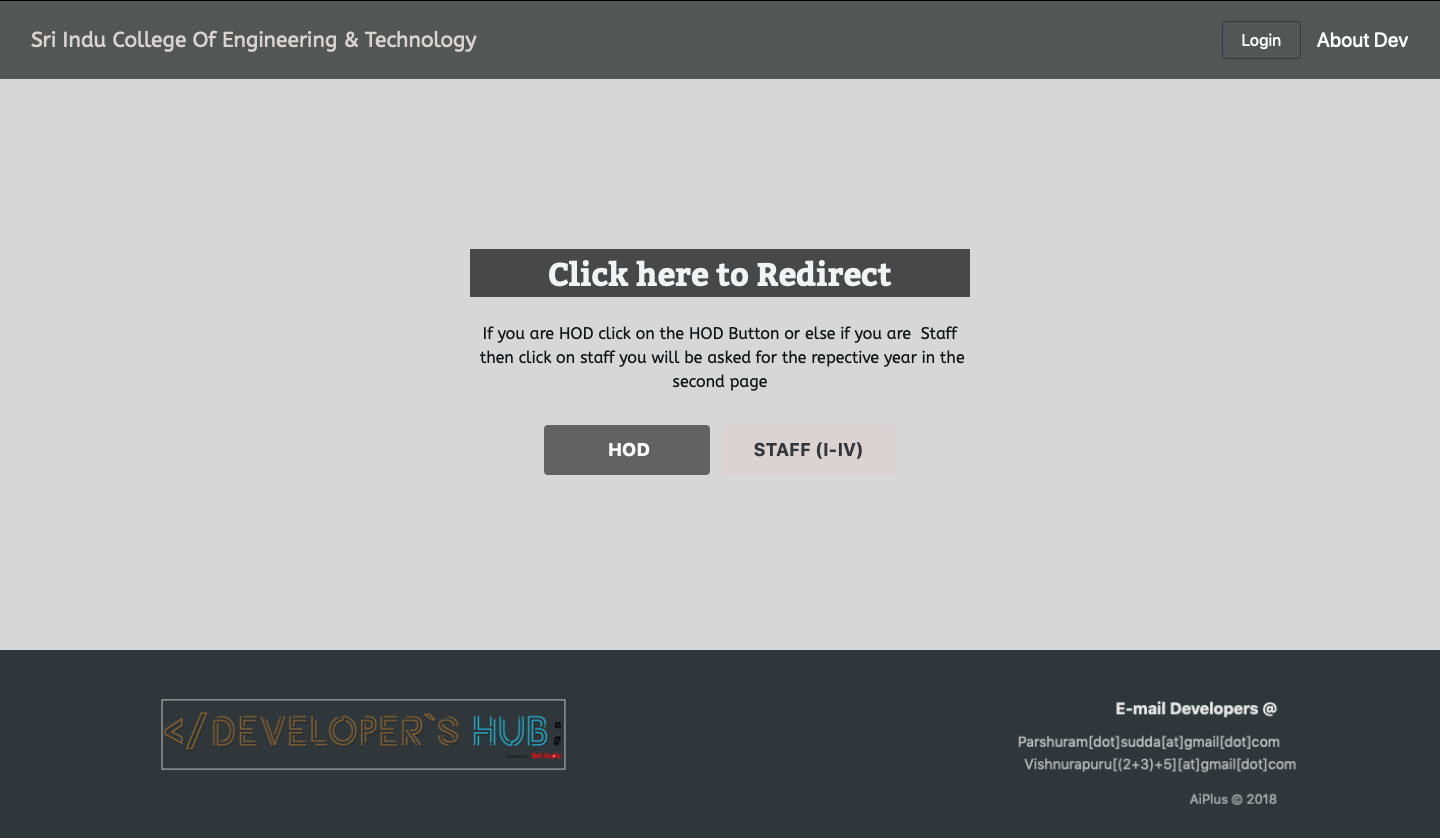 Sri Indu College Of Engineering & Technology
Login
About Dev
Click here to Redirect
If you are HOD click on the HOD Button or else if you are  Staff
then click on staff you will be asked for the repective year in the
second page
HOD
STAFF (I-IV)
</DEVELOPER`S HUB;
Sri Indu
E-mail Developers @
Parshuram[dot]sudda[at]gmail[dot]com
Vishnurapuru[(2+3)+5][at]gmail[dot]com
AiPlus © 2018